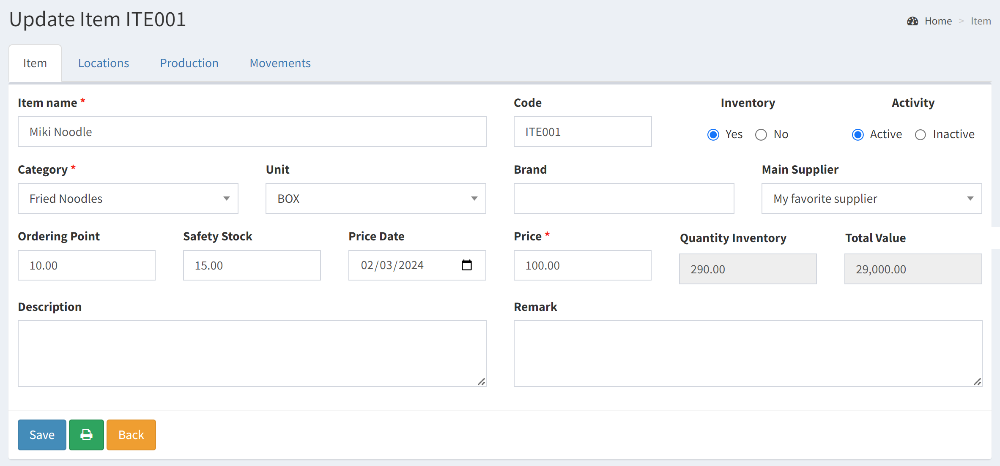 Update Item ITE001
Home > Item
Item Locations Production Movements
Item name * Code Inventory Activity
Miki Noodle ITE001 Yes No Active Inactive
Category * Unit Brand Main Supplier
Fried Noodles BOX My favorite supplier
Ordering Point Safety Stock Price Date Price * Quantity Inventory Total Value
10.00 15.00 02/03/2024 100.00 290.00 29,000.00
Description Remark
Save Back